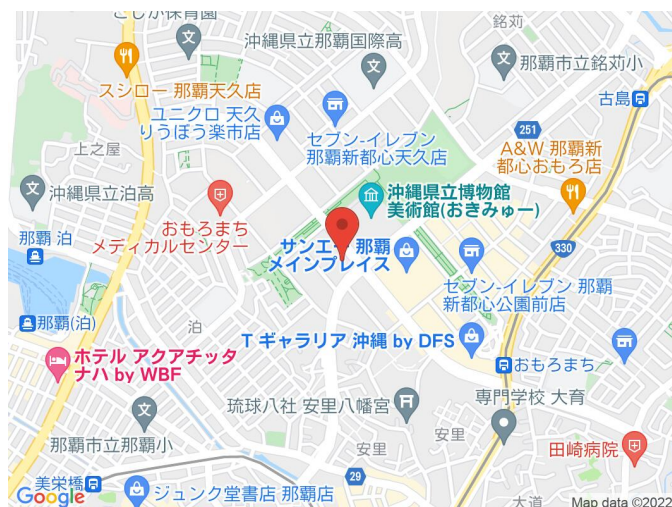 沖縄県立那覇国際高
銘苅
那覇市立銘苅小
スシロー 那覇天久店
ユニクロ 天久
りうぼう楽市店
セブン-イレブン
那覇新都心天久店
古島
251
A&W 那覇新
都心おもろ店
上之屋
沖縄県立泊高
おもろまち
メディカルセンター
沖縄県立博物館
美術館(おきみゅー)
那覇 泊
サンエー 那覇
メインプレイス
330
セブン-イレブン 那覇
新都心公園前店
那覇(泊)
泊
T ギャラリア 沖縄 by DFS
ホテル アクアチッタ
ナハ by WBF
おもろまち
琉球八社 安里八幡宮
専門学校 大育
那覇市立那覇小
安里
安里
田崎病院
美栄橋
29
ジュンク堂書店 那覇店
大道
Google
Map data ©2022